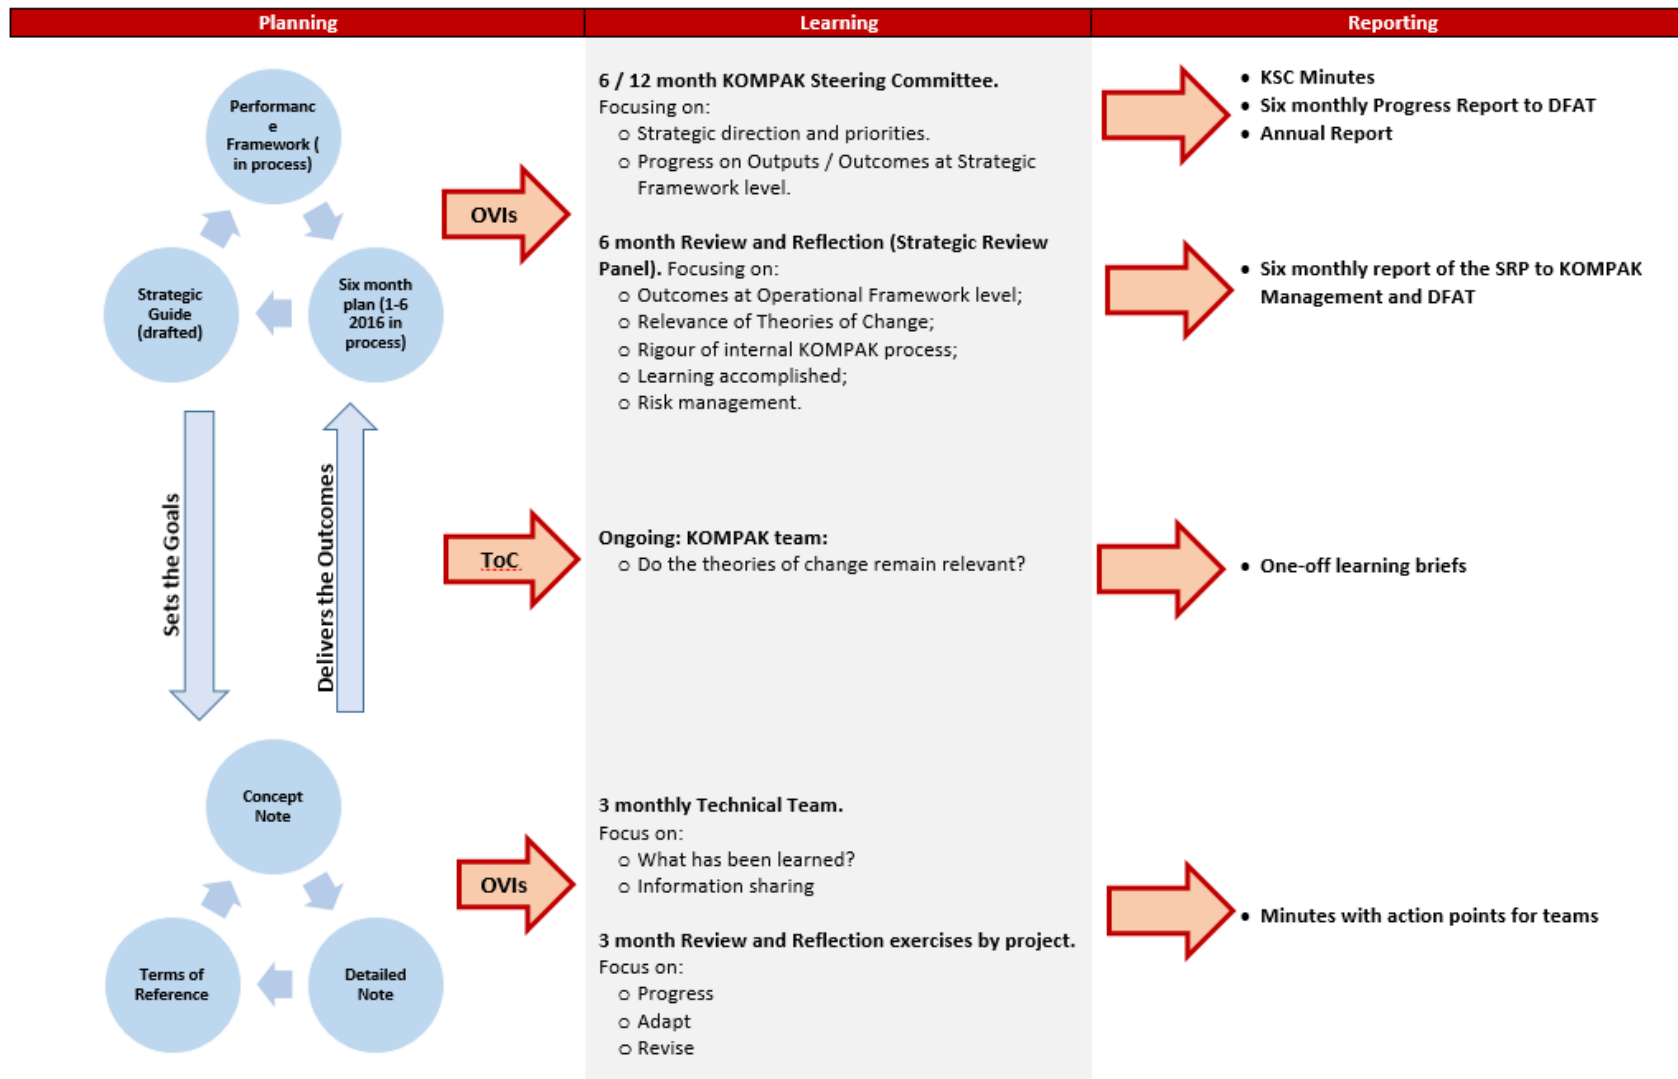 Planning
Learning
Reporting
Performanc
e
Framework (
in process)
Strategic
Guide
(drafted)
Six month
plan (1-6
2016 in
process)
OVIs
6 / 12 month KOMPAK Steering Committee.
Focusing on:
o Strategic direction and priorities.
o Progress on Outputs / Outcomes at Strategic
Framework level.
6 month Review and Reflection (Strategic Review
Panel). Focusing on:
o Outcomes at Operational Framework level;
o Relevance of Theories of Change;
o Rigour of internal KOMPAK process;
o Learning accomplished;
o Risk management.
• KSC Minutes
• Six monthly Progress Report to DFAT
• Annual Report
• Six monthly report of the SRP to KOMPAK
Management and DFAT
Sets the Goals
Delivers the Outcomes
ToC
Ongoing: KOMPAK team:
o Do the theories of change remain relevant?
• One-off learning briefs
Concept
Note
Terms of
Reference
Detailed
Note
OVIs
3 monthly Technical Team.
Focus on:
o What has been learned?
o Information sharing
3 month Review and Reflection exercises by project.
Focus on:
o Progress
o Adapt
o Revise
• Minutes with action points for teams